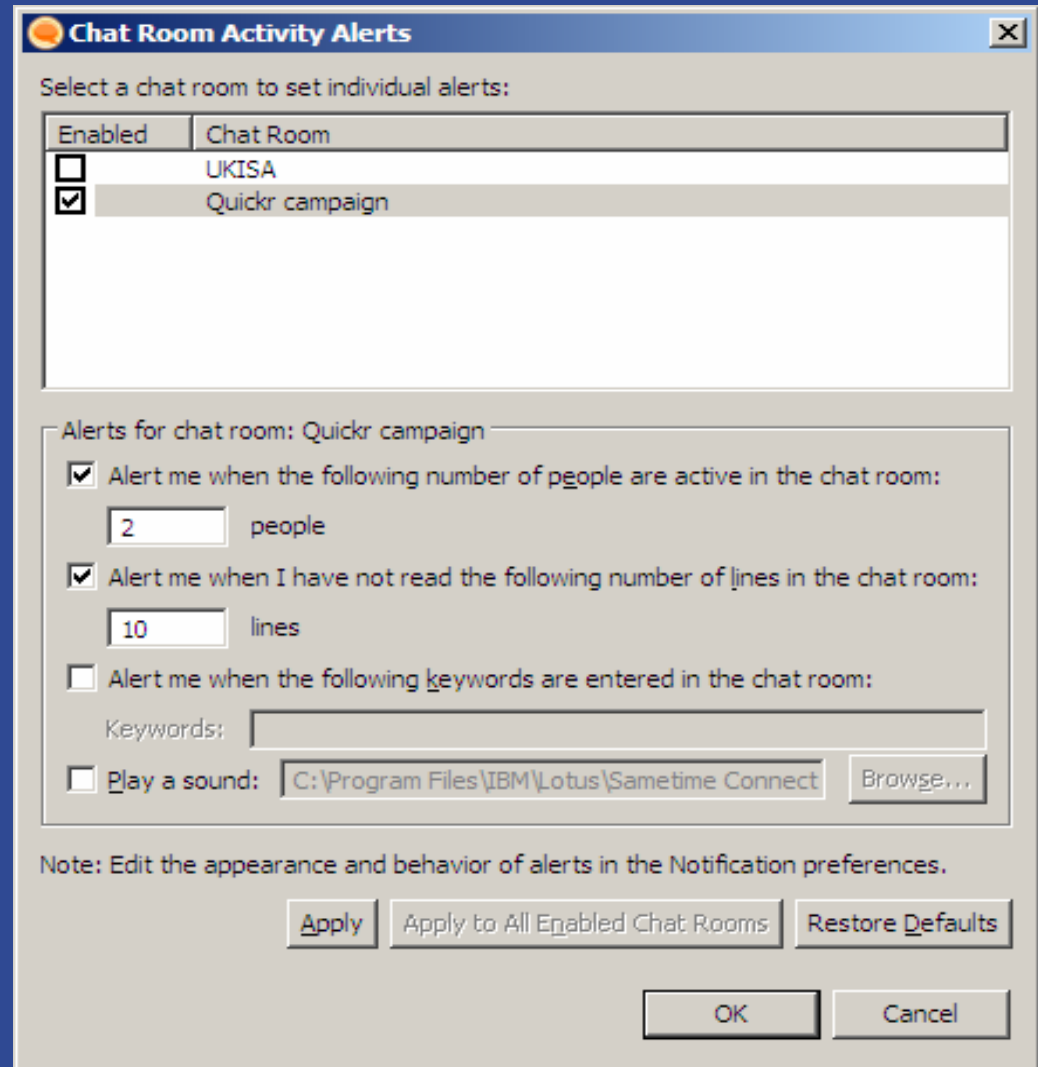 Chat Room Activity Alerts
Select a chat room to set individual alerts:
Enabled Chat Room
UKISA
Quickr campaign
Alerts for chat room: Quickr campaign
Alert me when the following number of people are active in the chat room:
2 people
Alert me when I have not read the following number of lines in the chat room:
10 lines
Alert me when the following keywords are entered in the chat room:
Keywords:
Play a sound: C:\Program Files\IBM\Lotus\Sametime Connect Browse...
Note: Edit the appearance and behavior of alerts in the Notification preferences.
Apply Apply to All Enabled Chat Rooms Restore Defaults
OK Cancel